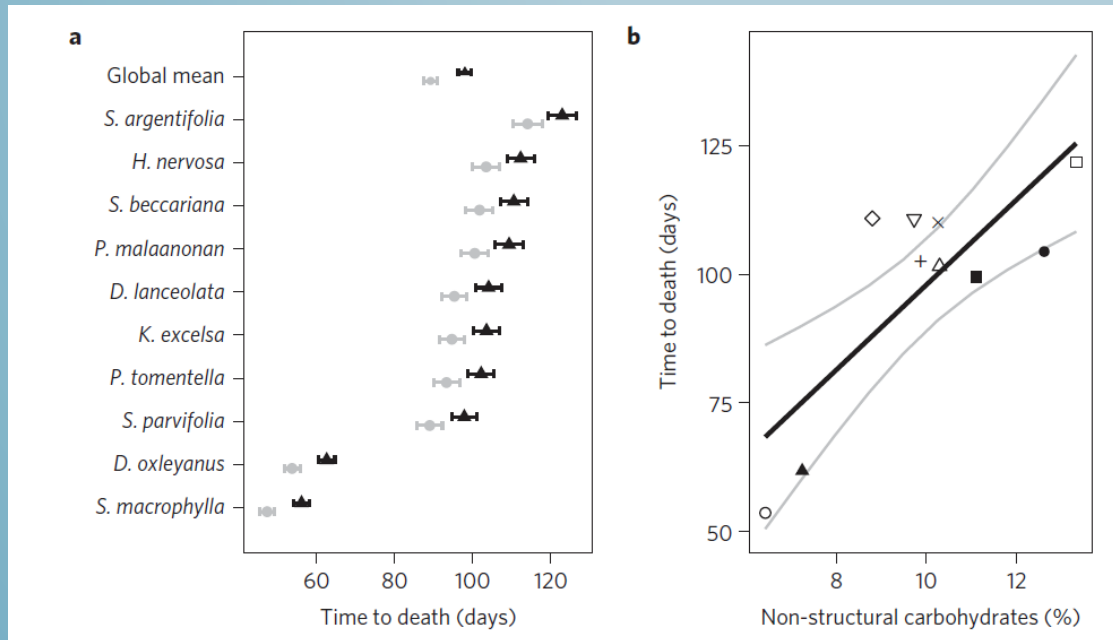 a
Global mean
S. argentifolia
H. nervosa
S. beccariana
P. malaanonan
D. lanceolata
K. excelsa
P. tomentella
S. parvifolia
D. oxleyanus
S. macrophylla
60 80 100 120
Time to death (days)
b
Time to death (days)
125
100
75
50
8 10 12
Non-structural carbohydrates (%)